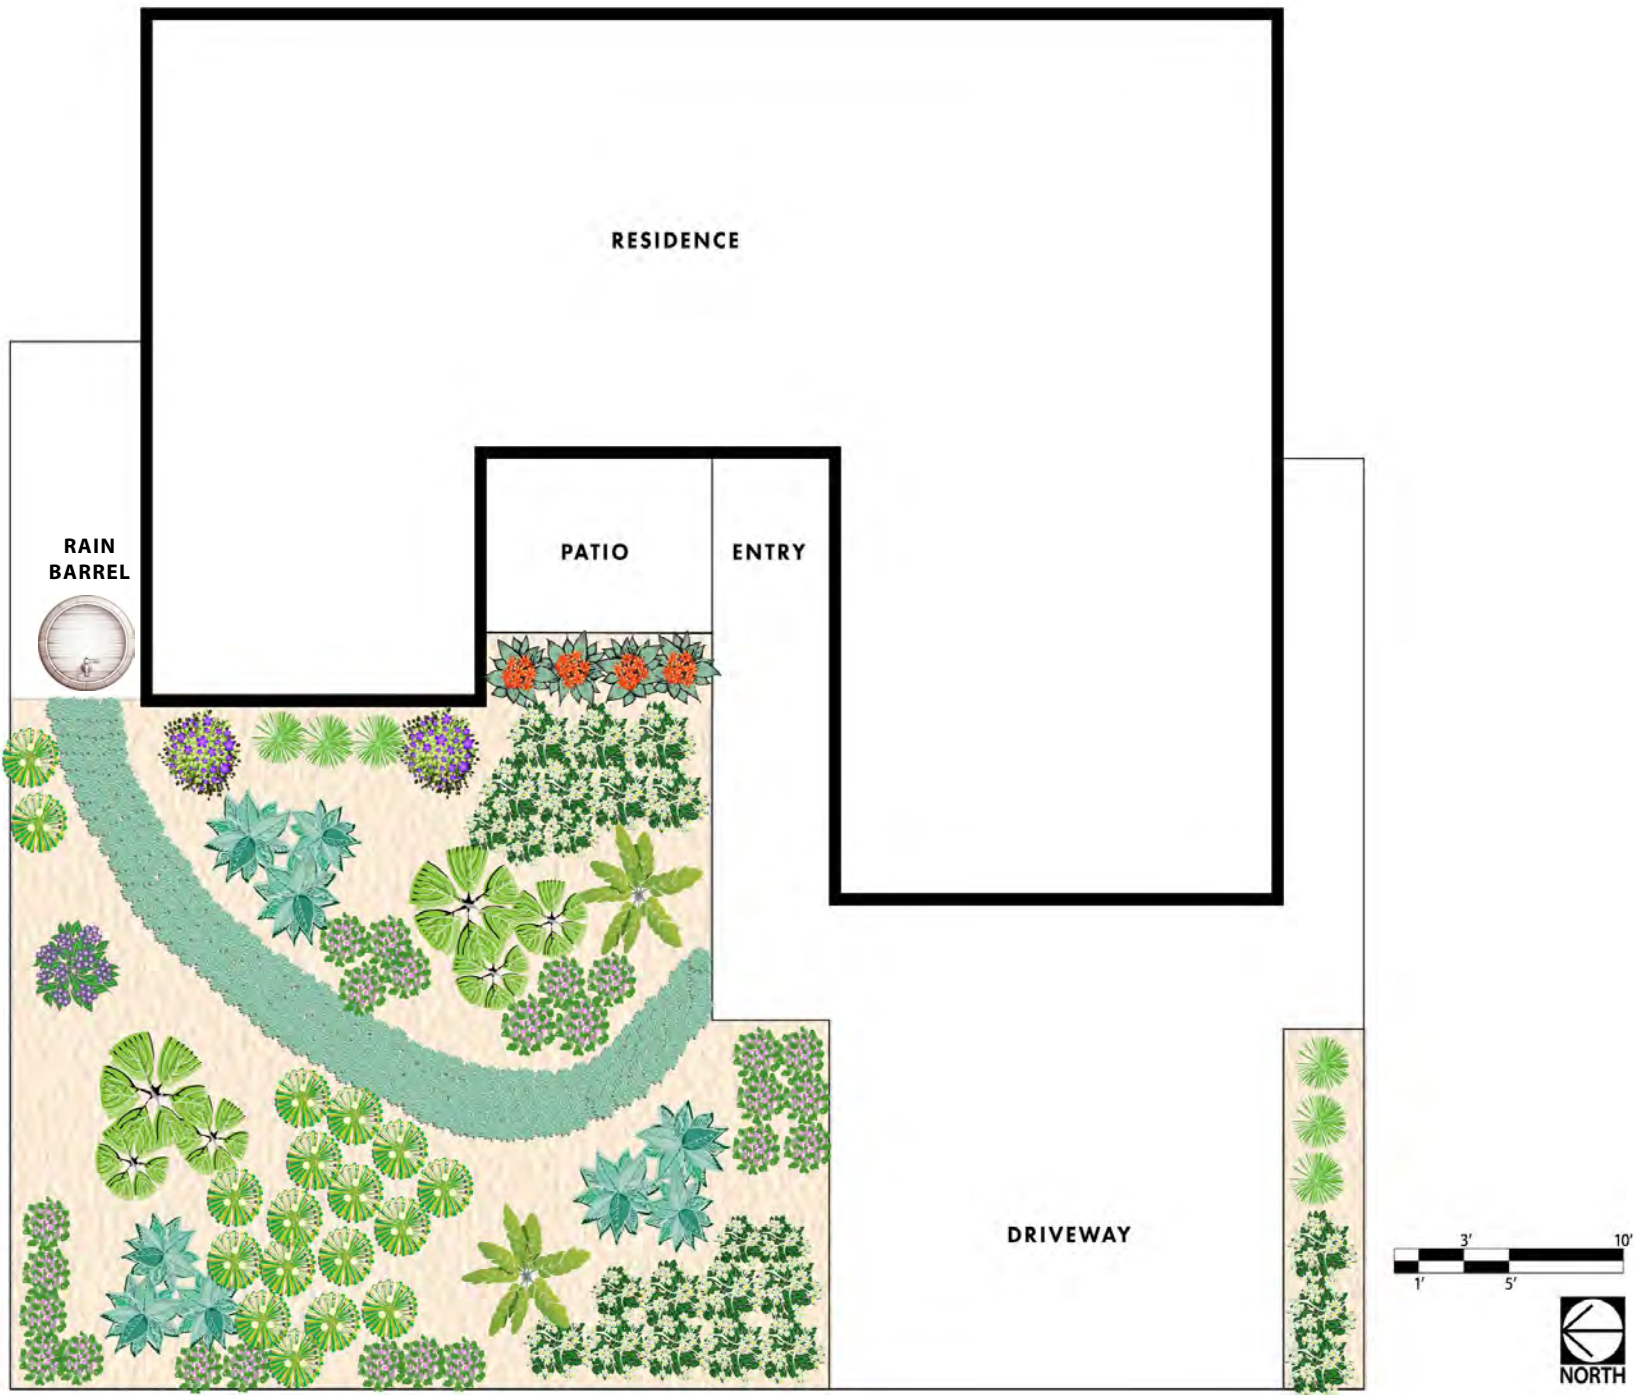 RESIDENCE
RAIN
BARREL
PATIO
ENTRY
DRIVEWAY
3'
10'
1'
5'
NORTH